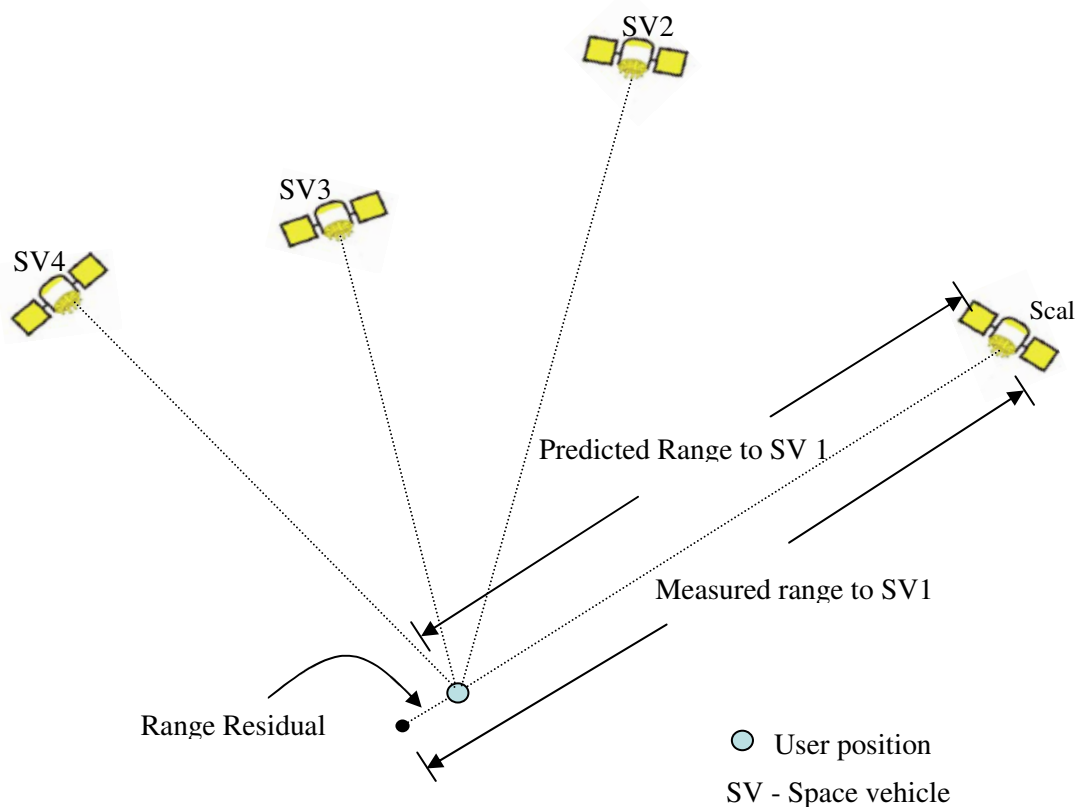 SV2
SV3
SV4
Scal
Predicted Range to SV 1
Measured range to SV1
Range Residual
User position
SV - Space vehicle